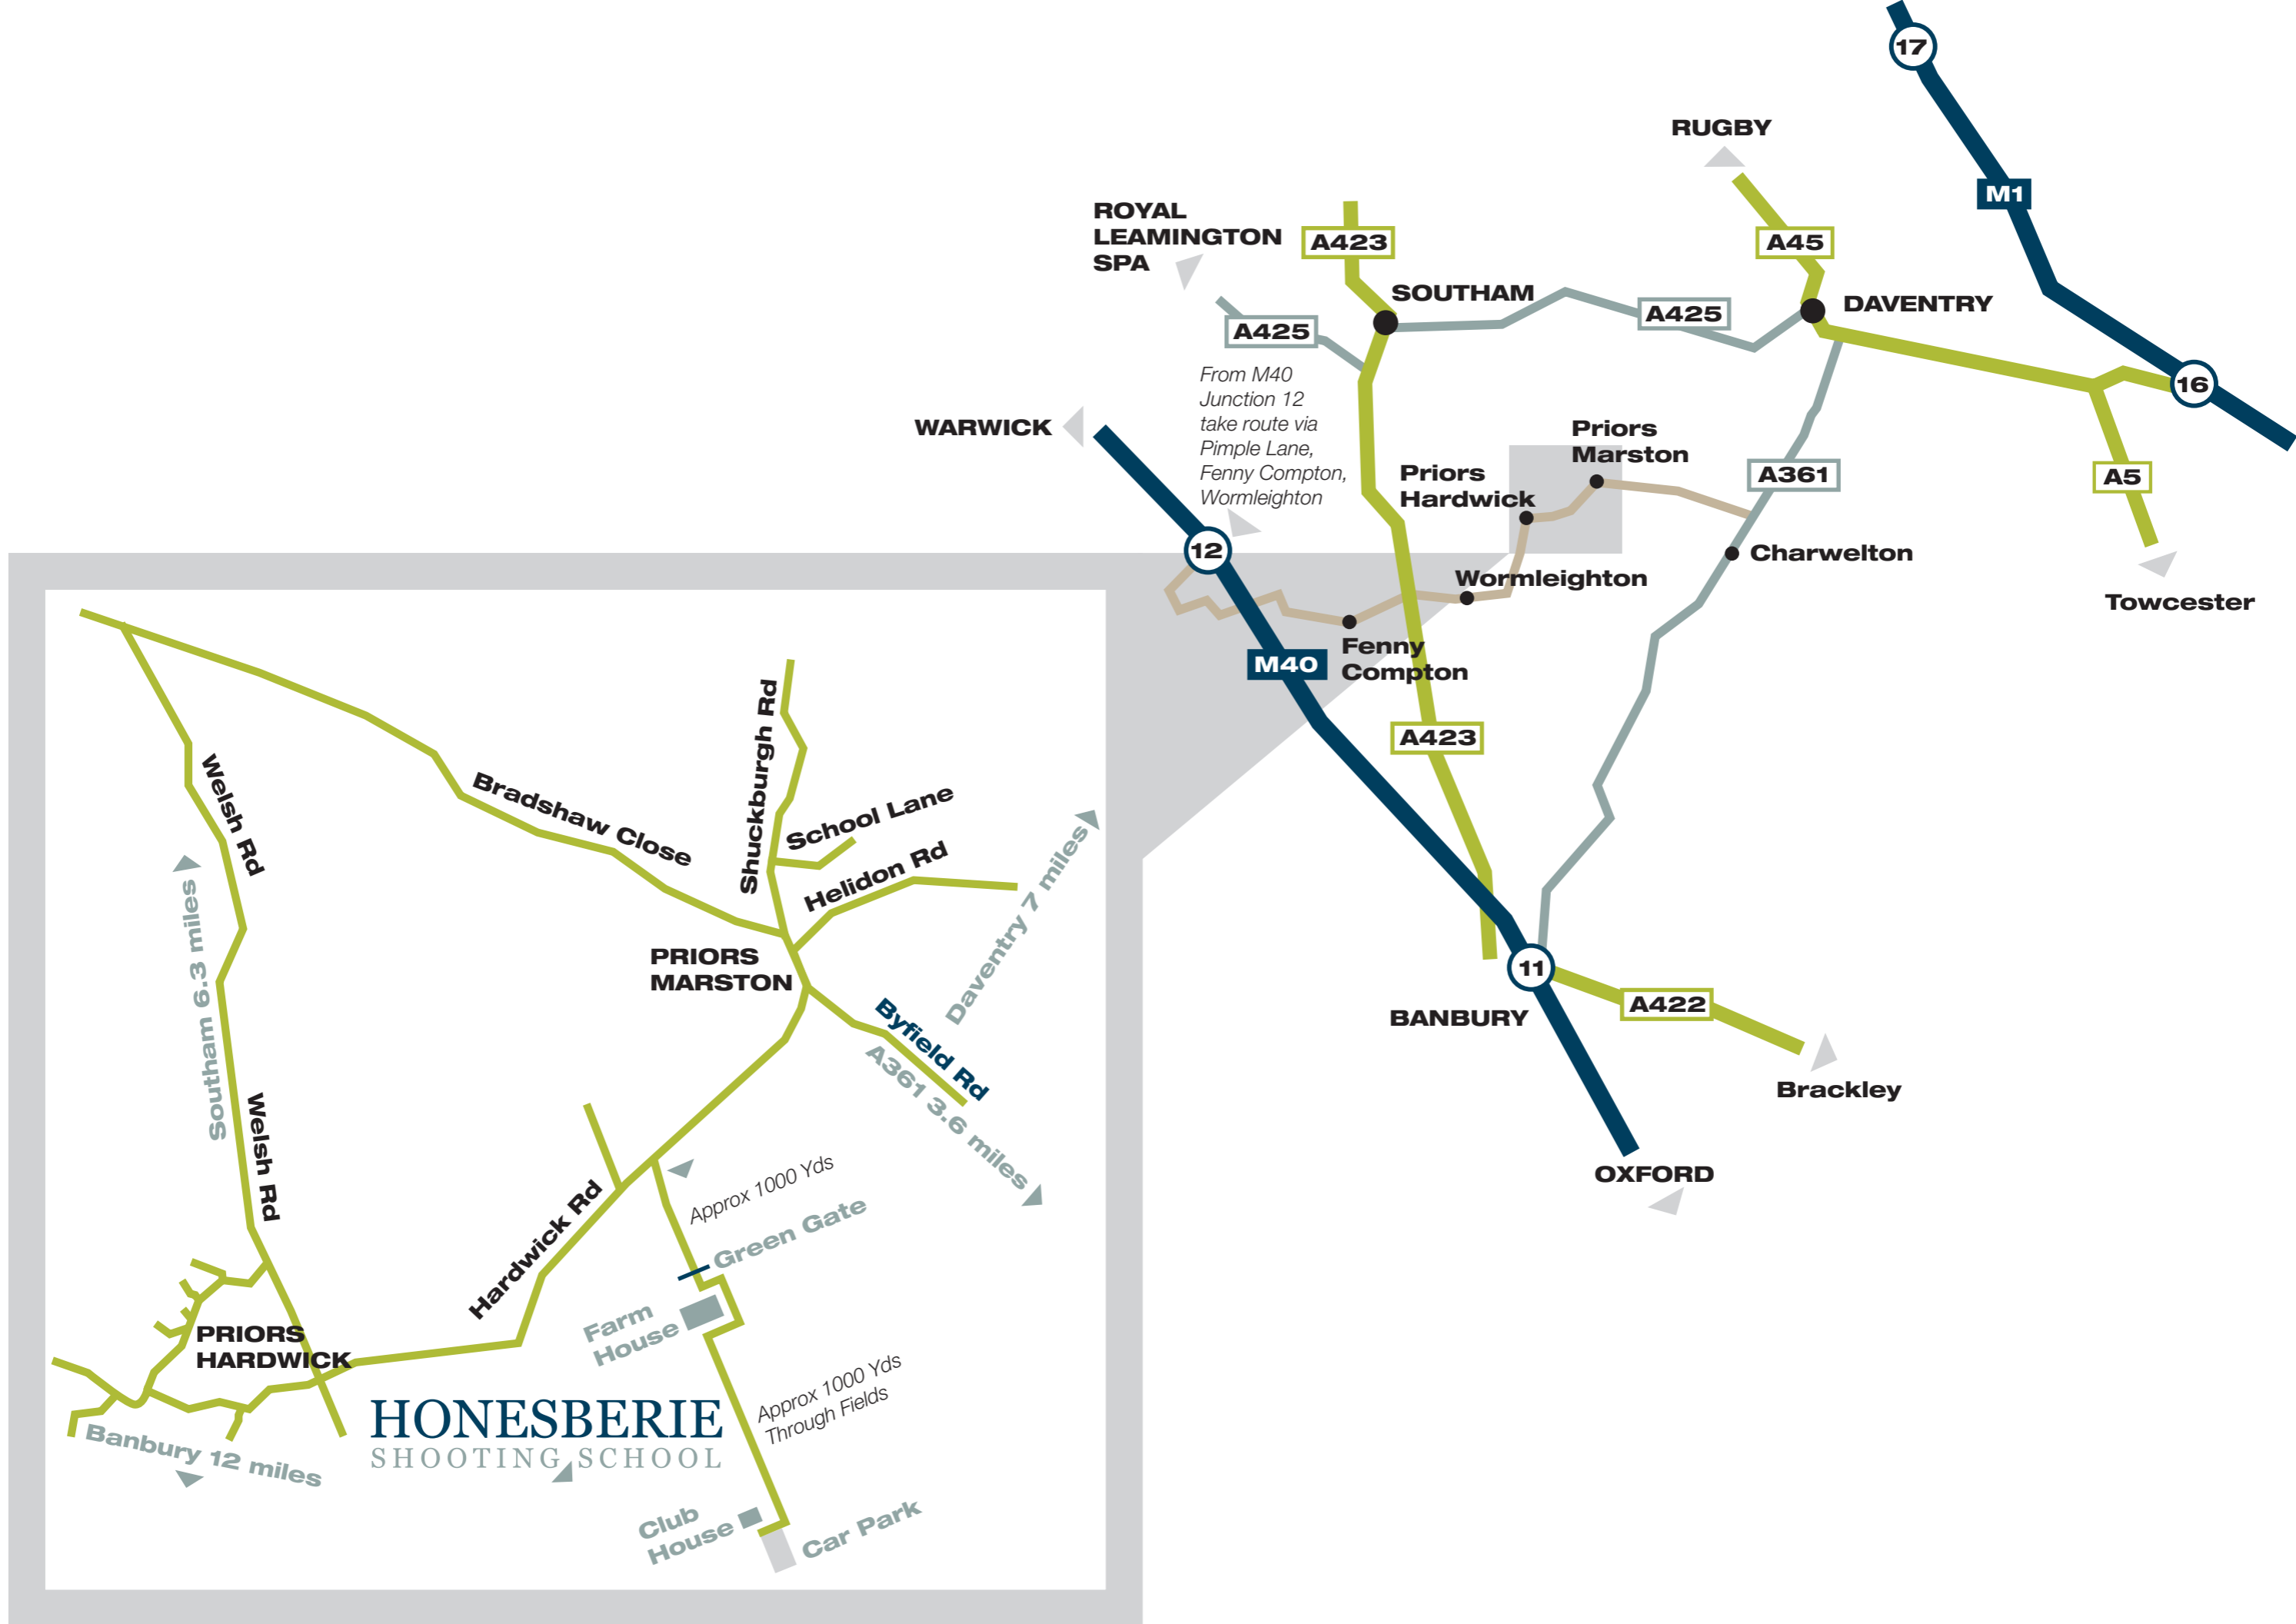 17
RUGBY
M1
ROYAL
LEAMINGTON
SPA
A423
A45
SOUTHAM
DAVENTRY
A425
A425
From M40
Junction 12
take route via
Pimple Lane,
Fenny Compton,
Wormleighton
16
WARWICK
Priors
Marston
Priors
Hardwick
A361
A5
12
Charwelton
Wormleighton
Towcester
Fenny
Compton
M40
A423
11
BANBURY
A422
Brackley
OXFORD
Welsh Rd
Bradshaw Close
Shuckburgh Rd
School Lane
Helidon Rd
Daventry 7 miles
Southam 6.3 miles
PRIORS
MARSTON
Byfield Rd
A361 3.6 miles
Welsh Rd
Hardwick Rd
Approx 1000 Yds
Green Gate
Farm
House
PRIORS
HARDWICK
Approx 1000 Yds
Through Fields
HONESBERIE
SHOOTING SCHOOL
Banbury 12 miles
Club
House
Car Park